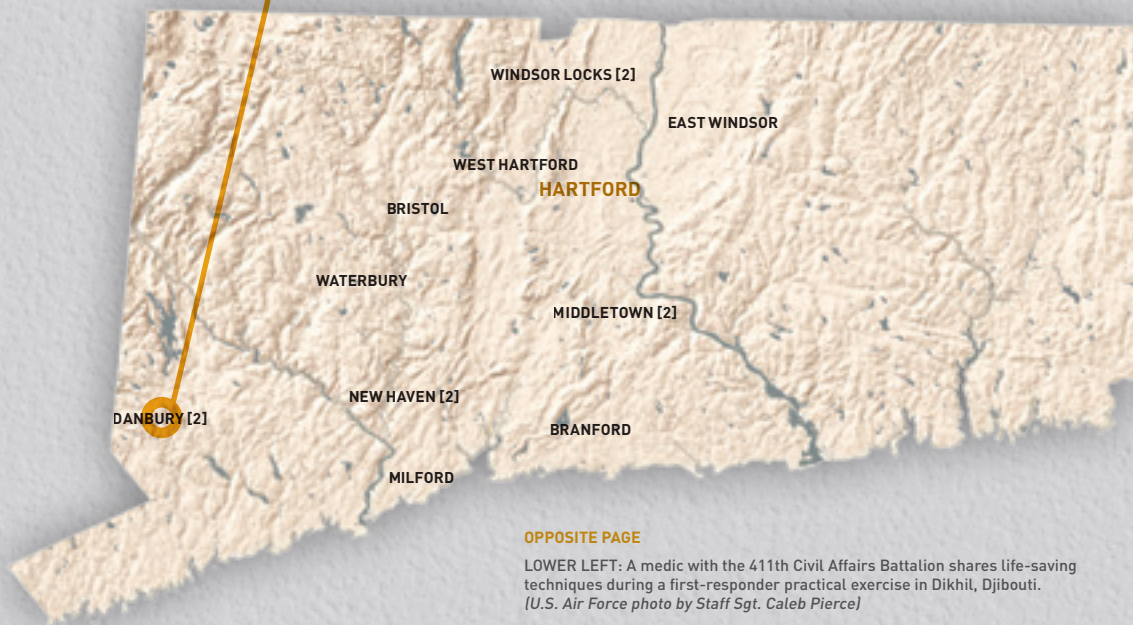 WINDSOR LOCKS [2]
EAST WINDSOR
WEST HARTFORD
HARTFORD
BRISTOL
WATERBURY
MIDDLETOWN [2]
NEW HAVEN [2]
DANBURY [2]
BRANFORD
MILFORD
OPPOSITE PAGE
LOWER LEFT: A medic with the 411th Civil Affairs Battalion shares life-saving
techniques during a first-responder practical exercise in Dikhil, Djibouti.
(U.S. Air Force photo by Staff Sgt. Caleb Pierce)